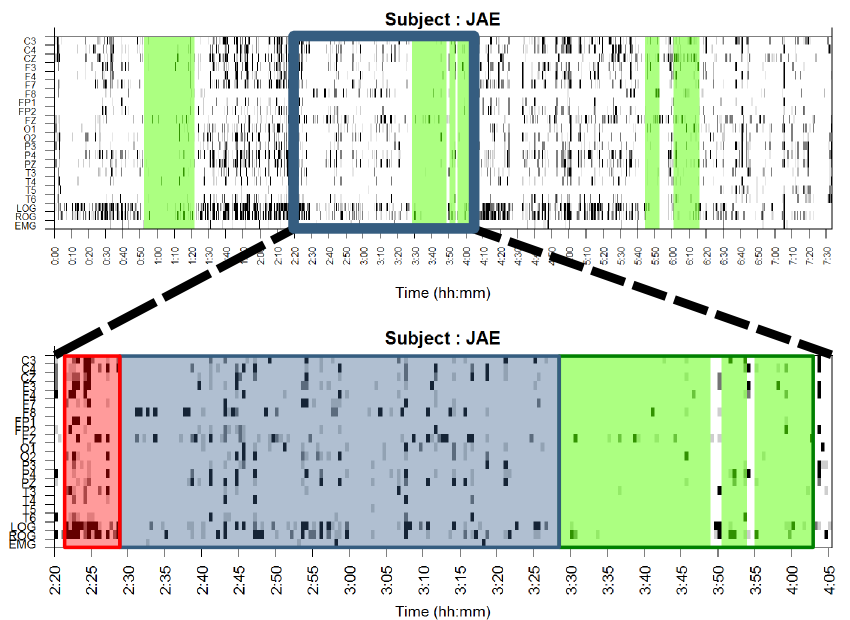 Subject : JAE
C3
C4
CZ
F3
F4
F7
F8
FP1
FP2
FZ
O1
O2
P3
P4
PZ
T3
T4
T5
T6
LOG
ROG
EMG
0:00 0:10 0:20 0:30 0:40 0:50 1:00 1:10 1:20 1:30 1:40 1:50 2:00 2:10 2:20 2:30 2:40 2:50 3:00 3:10 3:20 3:30 3:40 3:50 4:00 4:10 4:20 4:30 4:40 4:50 5:00 5:10 5:20 5:30 5:40 5:50 6:00 6:10 6:20 6:30 6:40 6:50 7:00 7:10 7:20 7:30
Time (hh:mm)
Subject : JAE
C3
C4
CZ
F3
F4
F7
F8
FP1
FP2
FZ
O1
O2
P3
P4
PZ
T3
T4
T5
T6
LOG
ROG
EMG
2:20 2:25 2:30 2:35 2:40 2:45 2:50 2:55 3:00 3:05 3:10 3:15 3:20 3:25 3:30 3:35 3:40 3:45 3:50 3:55 4:00 4:05
Time (hh:mm)